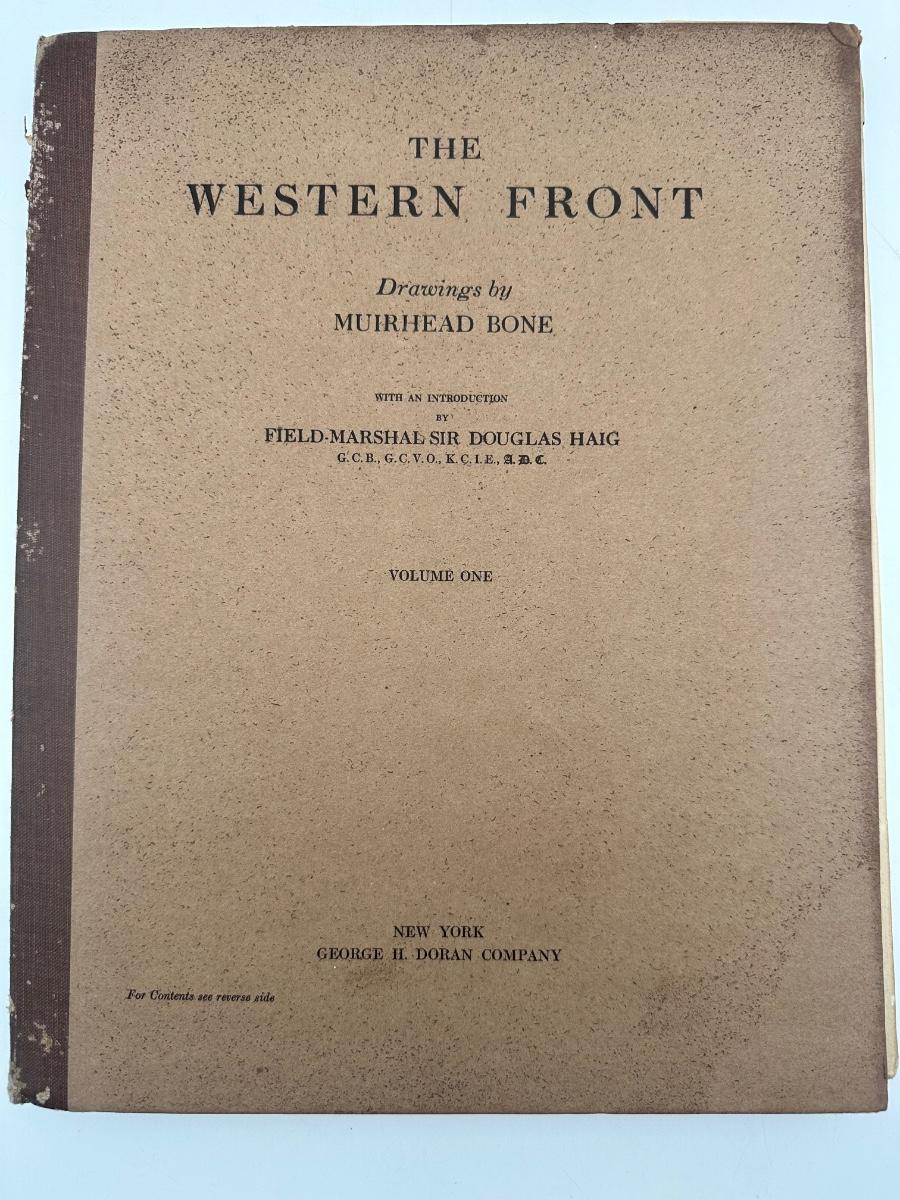 THE
WESTERN FRONT
Drawings by
MUIRHEAD BONE
WITH AN INTRODUCTION
BY
FIELD-MARSHAL SIR DOUGLAS HAIG
G.C.B., G.C.V.O., K.C.I.E., A.D.C.
VOLUME ONE
NEW YORK
GEORGE H. DORAN COMPANY
For Contents see reverse side